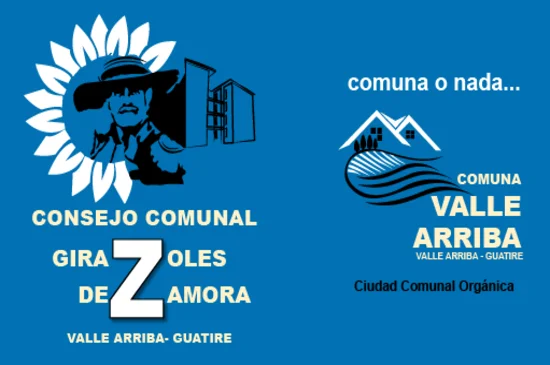 CONSEJO COMUNAL
GIRAZOLES
DE ZAMORA
VALLE ARRIBA- GUATIRE
comuna o nada...
COMUNA
VALLE
ARRIBA
VALLE ARRIBA - GUATIRE
Ciudad Comunal Orgánica